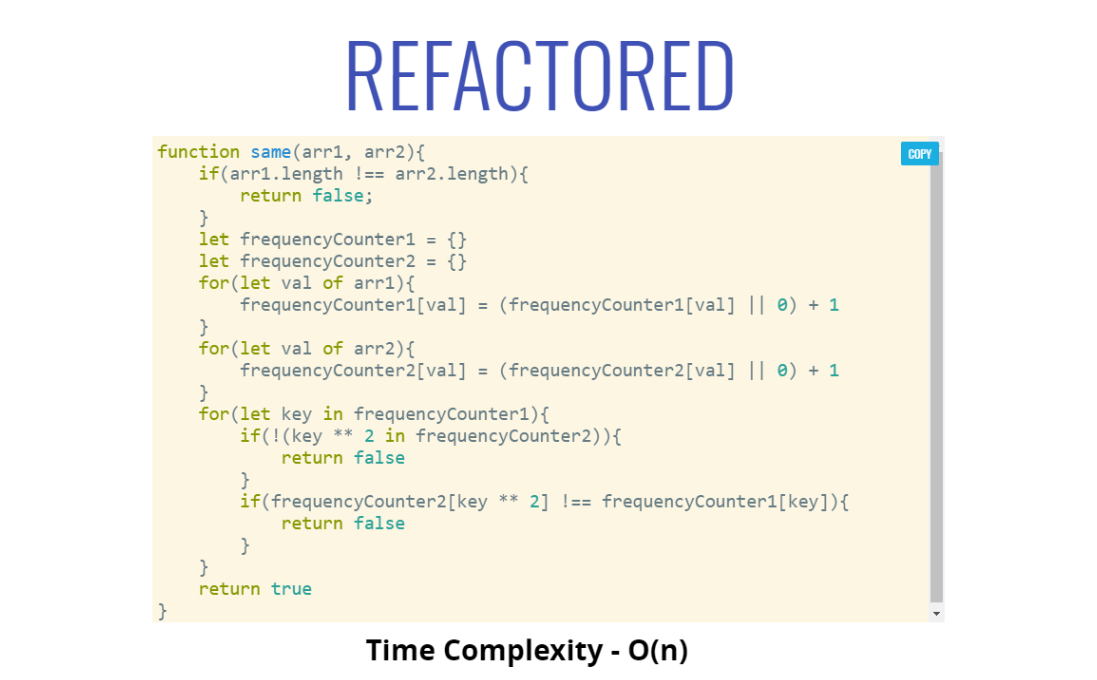 REFACTORED
COPY
function same(arr1, arr2){
    if(arr1.length !== arr2.length){
        return false;
    }
    let frequencyCounter1 = {}
    let frequencyCounter2 = {}
    for(let val of arr1){
        frequencyCounter1[val] = (frequencyCounter1[val] || 0) + 1
    }
    for(let val of arr2){
        frequencyCounter2[val] = (frequencyCounter2[val] || 0) + 1
    }
    for(let key in frequencyCounter1){
        if(!(key ** 2 in frequencyCounter2)){
            return false
        }
        if(frequencyCounter2[key ** 2] !== frequencyCounter1[key]){
            return false
        }
    }
    return true
}
Time Complexity - O(n)